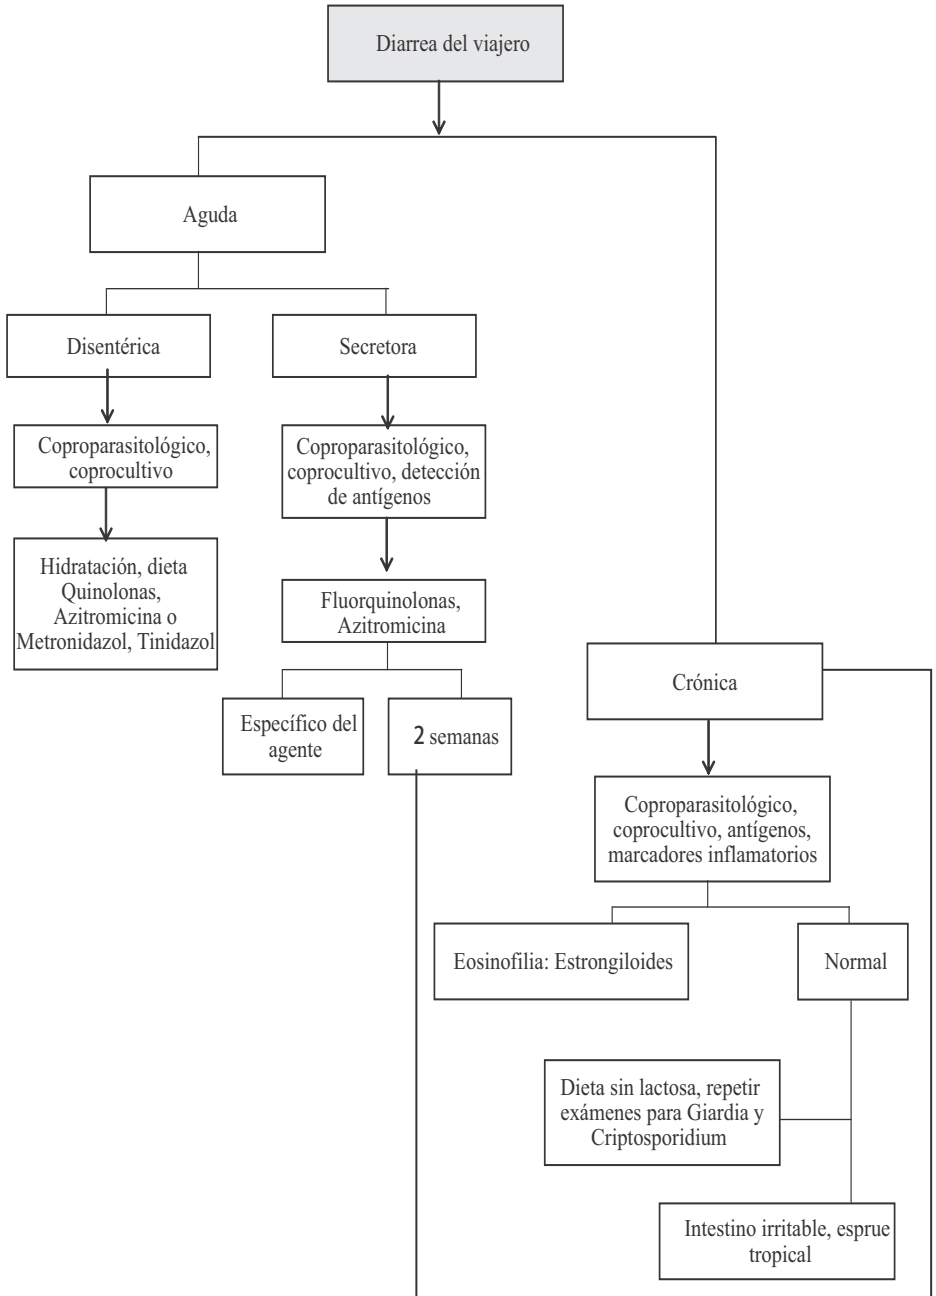 Diarrea del viajero
Aguda
Disentérica
Secretora
Coproparasitológico,
coprocultivo
Coproparasitológico,
coprocultivo, detección
de antígenos
Hidratación, dieta
Quinolonas,
Azitromicina o
Metronidazol, Tinidazol
Fluorquinolonas,
Azitromicina
Específico del
agente
2 semanas
Crónica
Coproparasitológico,
coprocultivo, antígenos,
marcadores inflamatorios
Eosinofilia: Estrongiloides
Normal
Dieta sin lactosa, repetir
exámenes para Giardia y
Criptosporidium
Intestino irritable, esprue
tropical